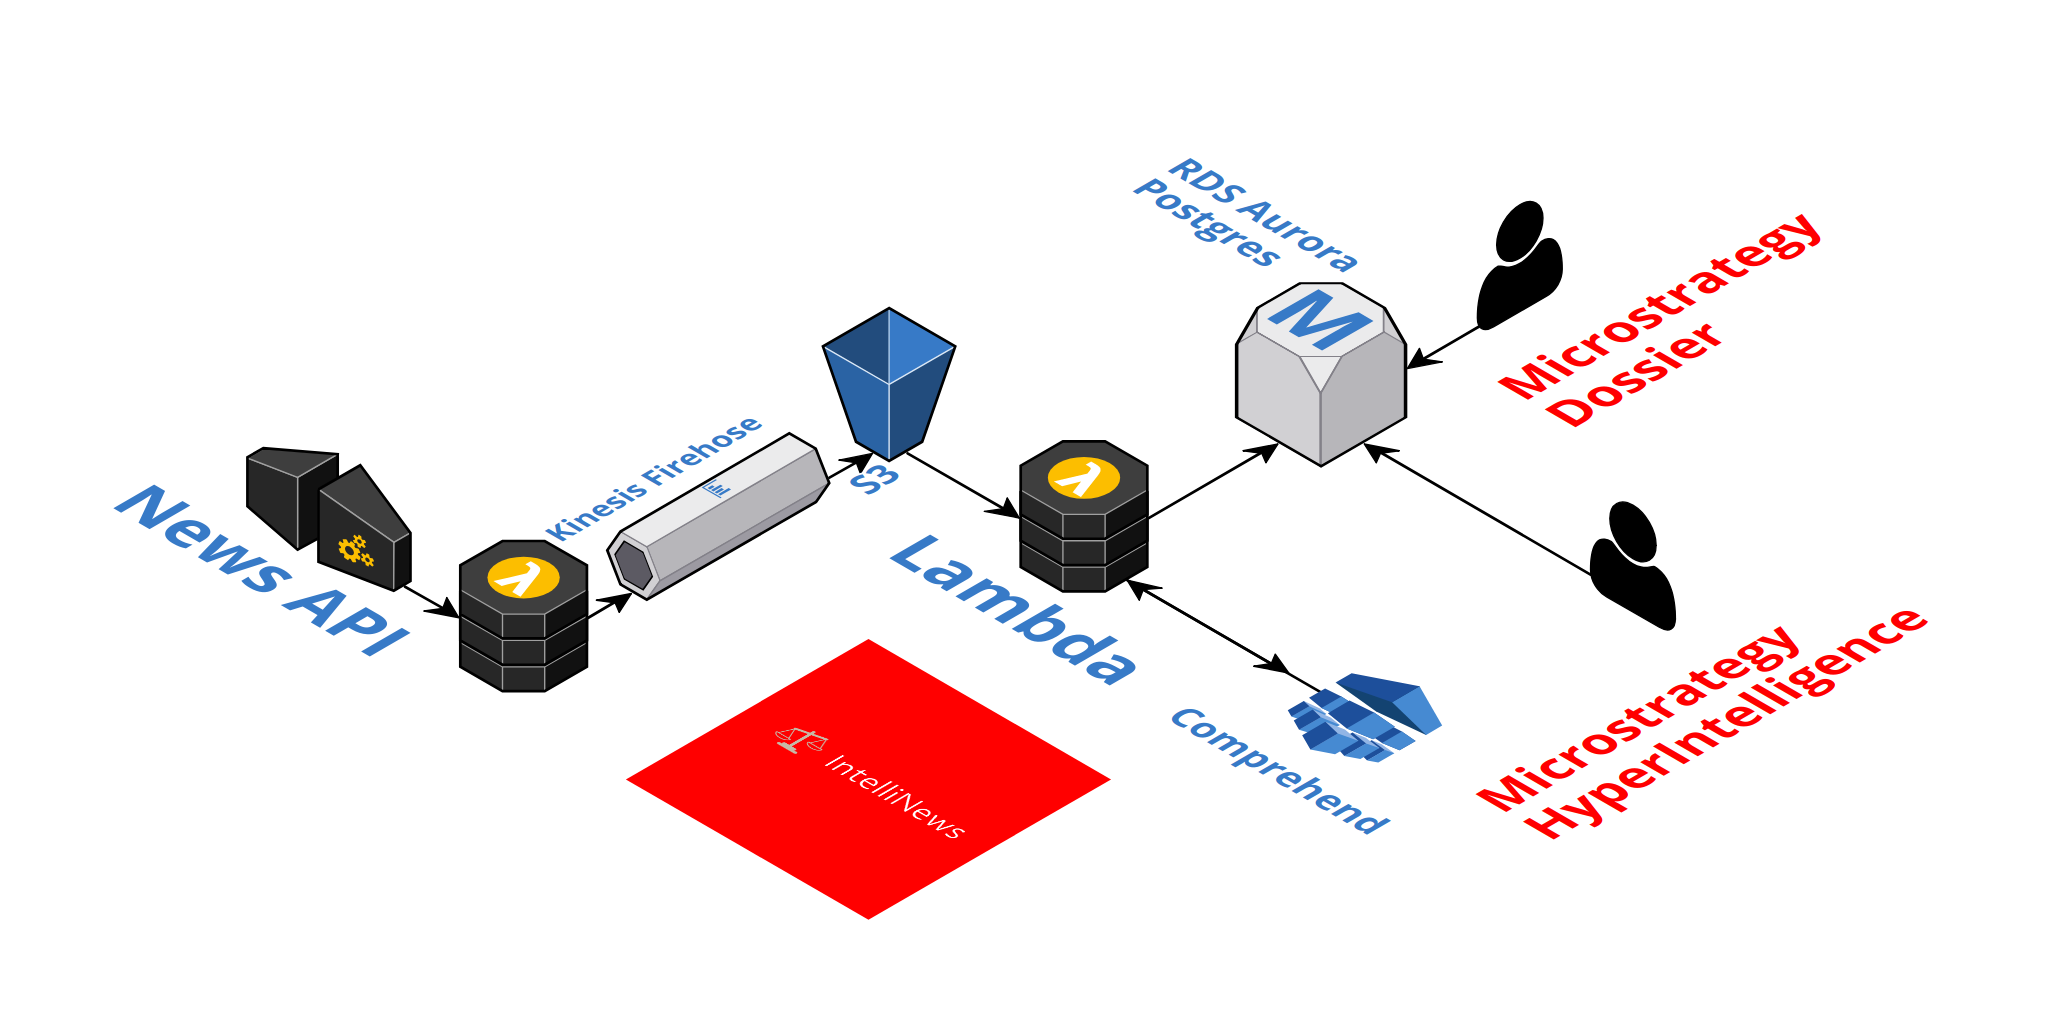 News API
Kinesis Firehose
S3
Lambda
RDS Aurora
Postgres
M
Microstrategy
Dossier
Comprehend
Microstrategy
HyperIntelligence
IntelliNews
λ
λ